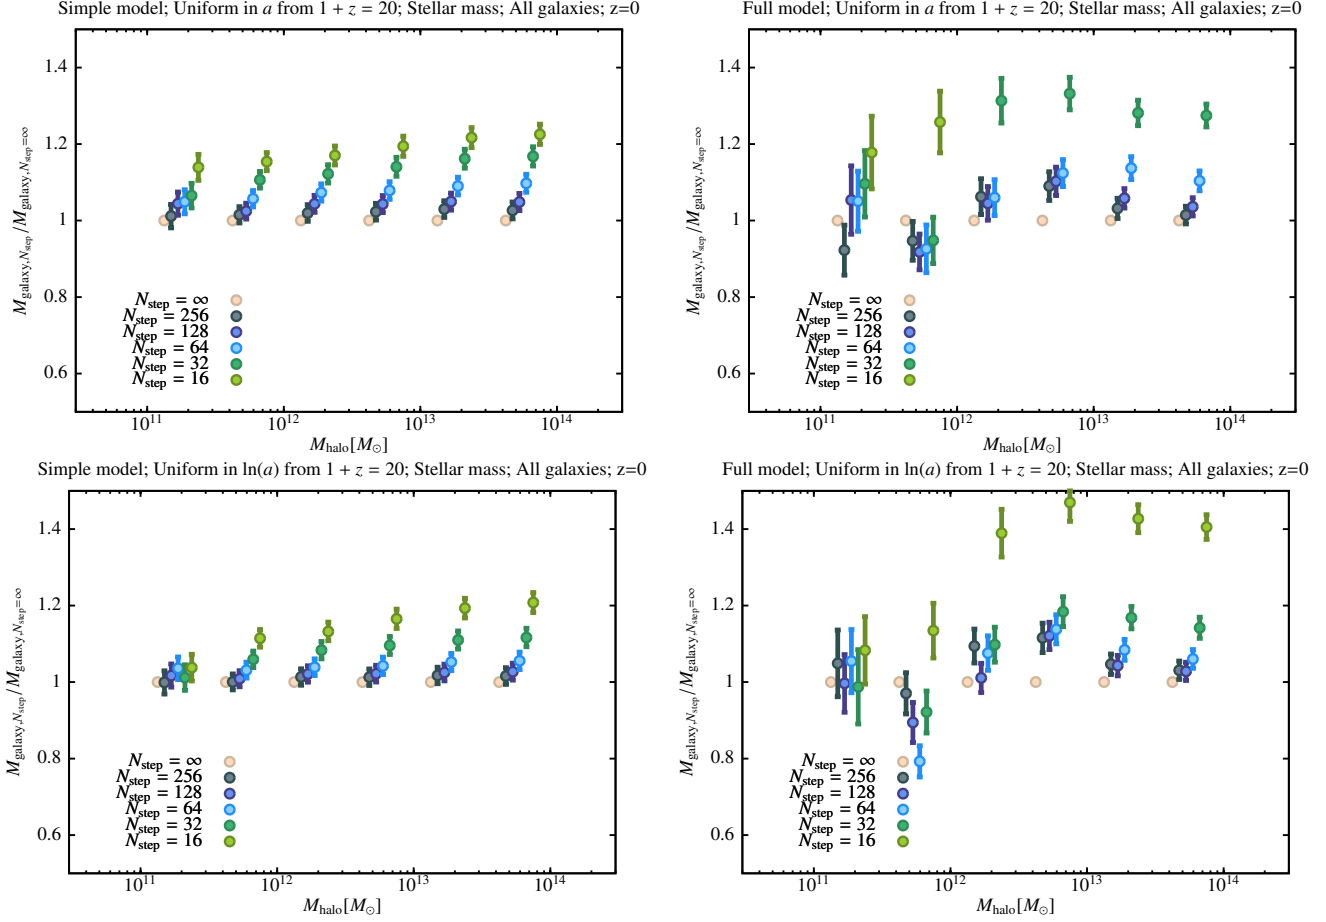 Simple model; Uniform in a from 1 + z = 20; Stellar mass; All galaxies; z=0
1.4
1.2
1
0.8
0.6
M_galaxy,N_step / M_galaxy,N_step=∞
N_step = ∞
N_step = 256
N_step = 128
N_step = 64
N_step = 32
N_step = 16
10^11
10^12
10^13
10^14
M_halo[M_⊙]
Full model; Uniform in a from 1 + z = 20; Stellar mass; All galaxies; z=0
1.4
1.2
1
0.8
0.6
M_galaxy,N_step / M_galaxy,N_step=∞
N_step = ∞
N_step = 256
N_step = 128
N_step = 64
N_step = 32
N_step = 16
10^11
10^12
10^13
10^14
M_halo[M_⊙]
Simple model; Uniform in ln(a) from 1 + z = 20; Stellar mass; All galaxies; z=0
1.4
1.2
1
0.8
0.6
M_galaxy,N_step / M_galaxy,N_step=∞
N_step = ∞
N_step = 256
N_step = 128
N_step = 64
N_step = 32
N_step = 16
10^11
10^12
10^13
10^14
M_halo[M_⊙]
Full model; Uniform in ln(a) from 1 + z = 20; Stellar mass; All galaxies; z=0
1.4
1.2
1
0.8
0.6
M_galaxy,N_step / M_galaxy,N_step=∞
N_step = ∞
N_step = 256
N_step = 128
N_step = 64
N_step = 32
N_step = 16
10^11
10^12
10^13
10^14
M_halo[M_⊙]